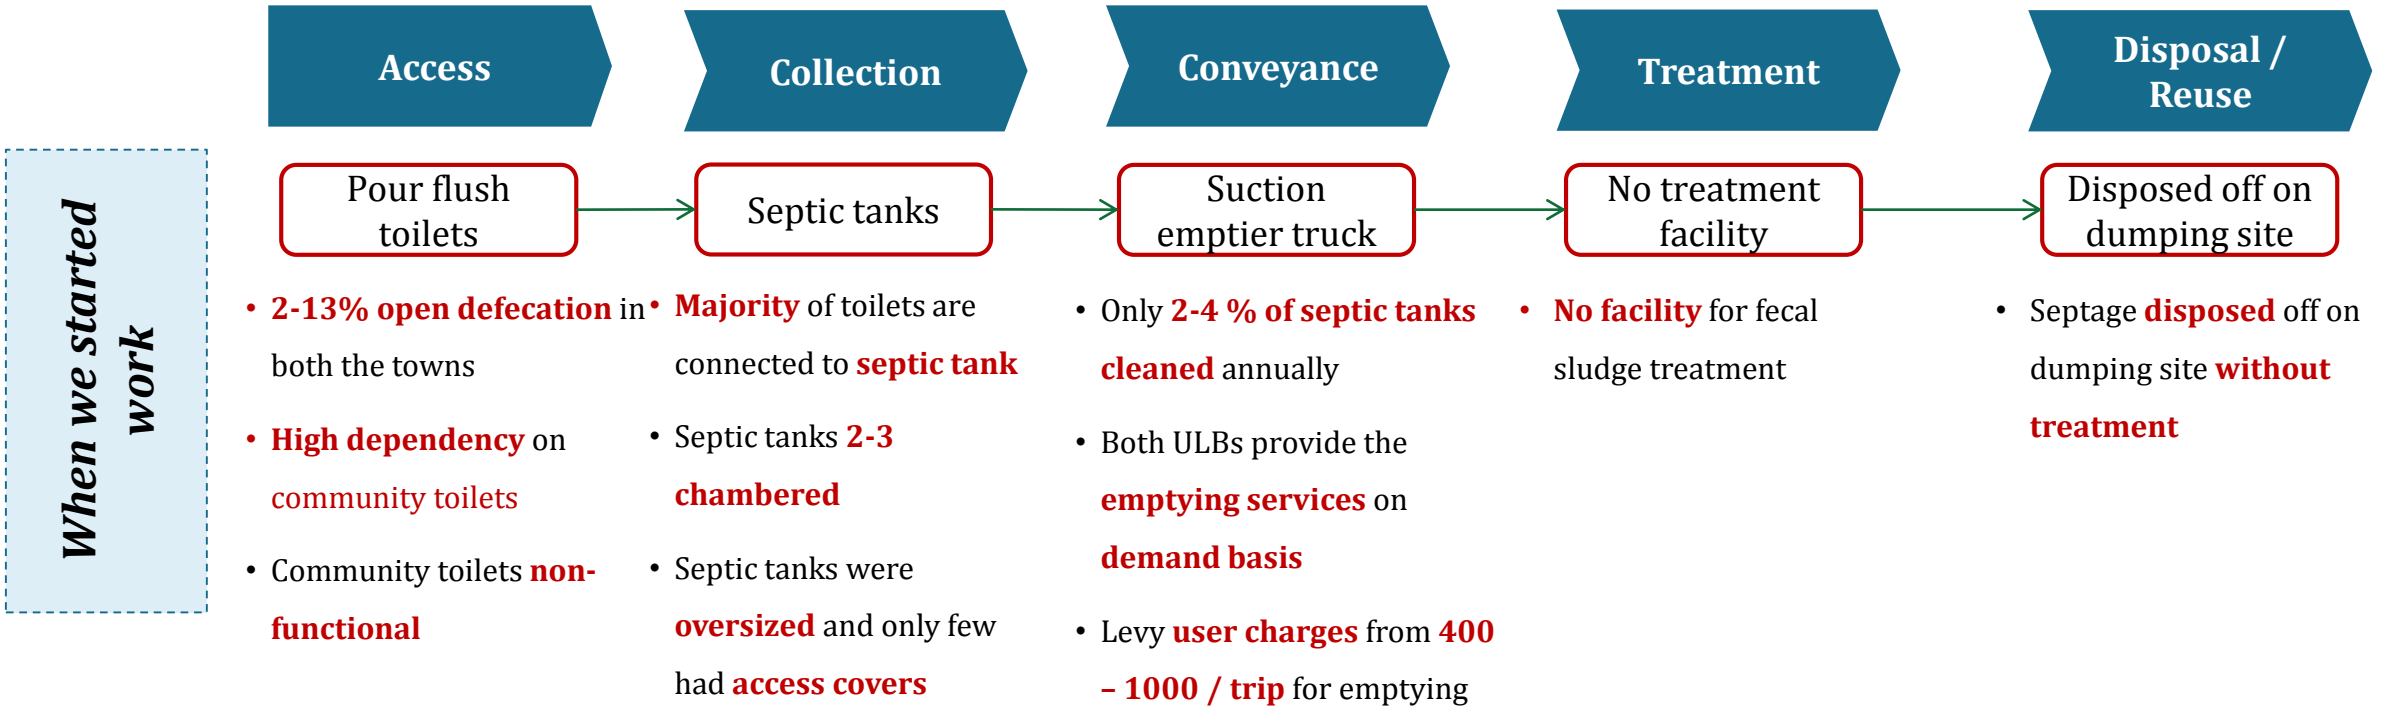 Access
Collection
Conveyance
Treatment
Disposal /
Reuse
When we started
work
Pour flush
toilets
Septic tanks
Suction
emptier truck
No treatment
facility
Disposed off on
dumping site
• 2-13% open defecation in
both the towns
• High dependency on
community toilets
• Community toilets non-
functional
• Majority of toilets are
connected to septic tank
• Septic tanks 2-3
chambered
• Septic tanks were
oversized and only few
had access covers
• Only 2-4 % of septic tanks
cleaned annually
• Both ULBs provide the
emptying services on
demand basis
• Levy user charges from 400
– 1000 / trip for emptying
• No facility for fecal
sludge treatment
• Septage disposed off on
dumping site without
treatment